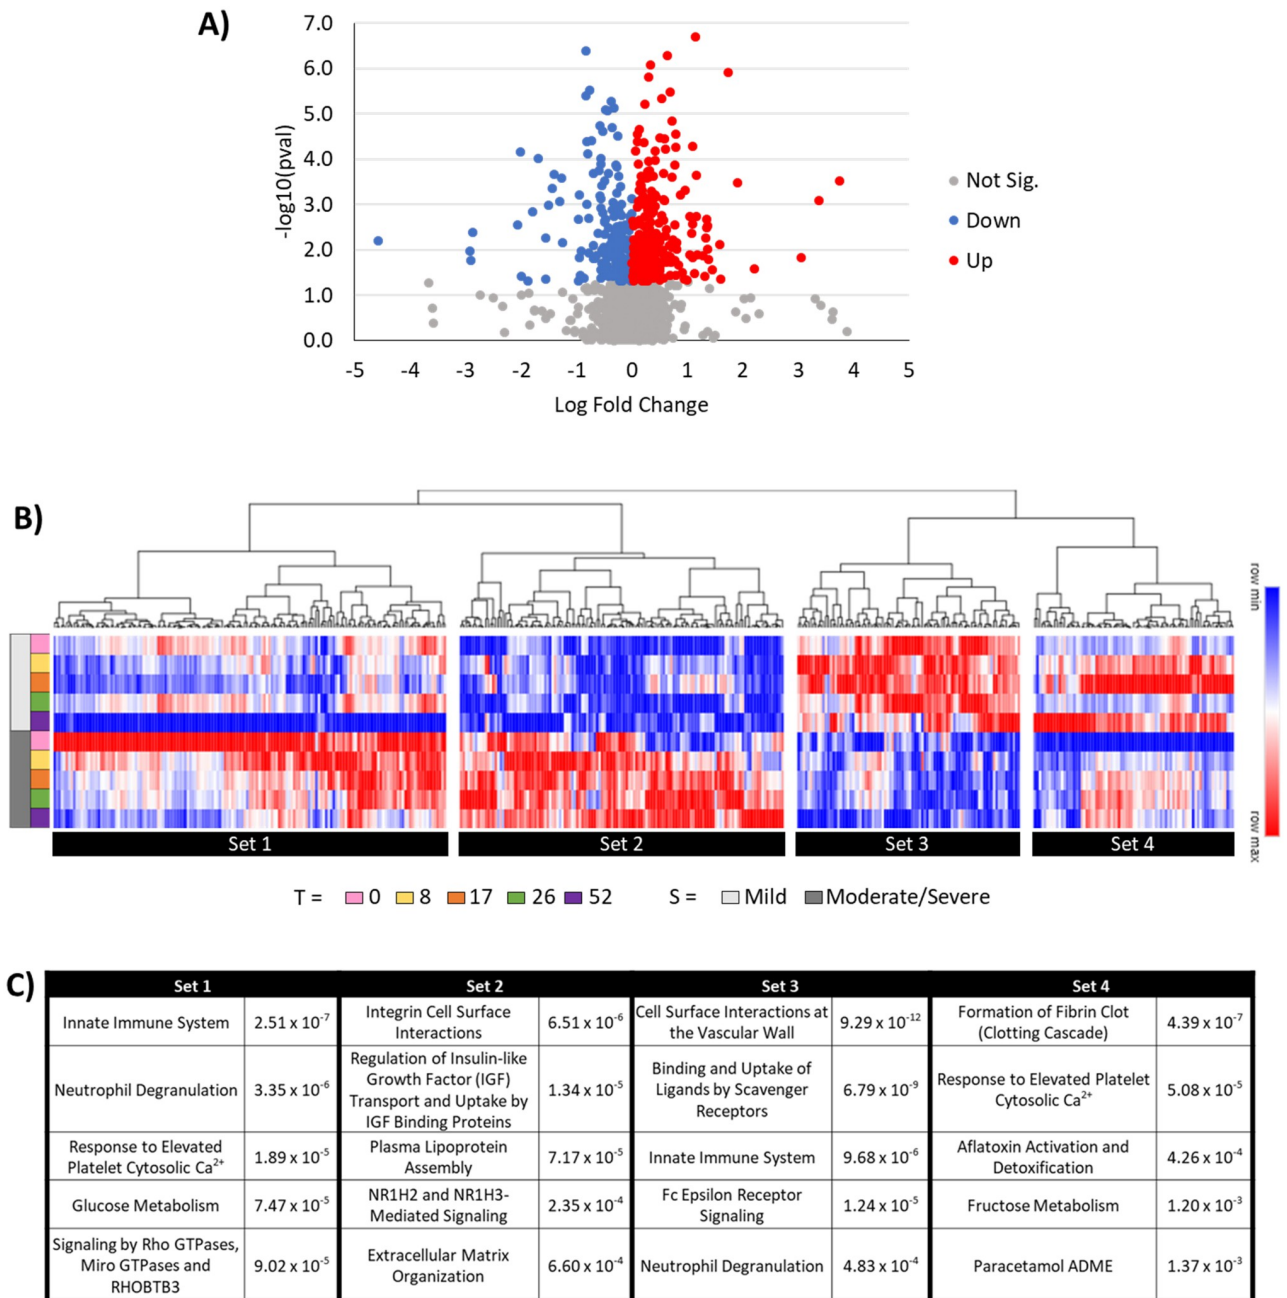 A)
7.0
6.0
5.0
4.0
3.0
2.0
1.0
0.0
-log10(pval)
-5 -4 -3 -2 -1 0 1 2 3 4 5
Log Fold Change
Not Sig.
Down
Up
B)
row min
row max
Set 1 Set 2 Set 3 Set 4
T = 0 8 17 26 52 S = Mild Moderate/Severe
C)
Set 1 Set 2 Set 3 Set 4
Innate Immune System 2.51 x 10⁻⁷
Integrin Cell Surface
Interactions 6.51 x 10⁻⁶
Cell Surface Interactions at
the Vascular Wall 9.29 x 10⁻¹²
Formation of Fibrin Clot
(Clotting Cascade) 4.39 x 10⁻⁷
Neutrophil Degranulation 3.35 x 10⁻⁶
Regulation of Insulin-like
Growth Factor (IGF)
Transport and Uptake by
IGF Binding Proteins 1.34 x 10⁻⁵
Binding and Uptake of
Ligands by Scavenger
Receptors 6.79 x 10⁻⁹
Response to Elevated Platelet
Cytosolic Ca²⁺ 5.08 x 10⁻⁵
Response to Elevated
Platelet Cytosolic Ca²⁺ 1.89 x 10⁻⁵
Plasma Lipoprotein
Assembly 7.17 x 10⁻⁵
Innate Immune System 9.68 x 10⁻⁶
Aflatoxin Activation and
Detoxification 4.26 x 10⁻⁴
Glucose Metabolism 7.47 x 10⁻⁵
NR1H2 and NR1H3-
Mediated Signaling 2.35 x 10⁻⁴
Fc Epsilon Receptor
Signaling 1.24 x 10⁻⁵
Fructose Metabolism 1.20 x 10⁻³
Signaling by Rho GTPases,
Miro GTPases and
RHOBTB3 9.02 x 10⁻⁵
Extracellular Matrix
Organization 6.60 x 10⁻⁴
Neutrophil Degranulation 4.83 x 10⁻⁴
Paracetamol ADME 1.37 x 10⁻³